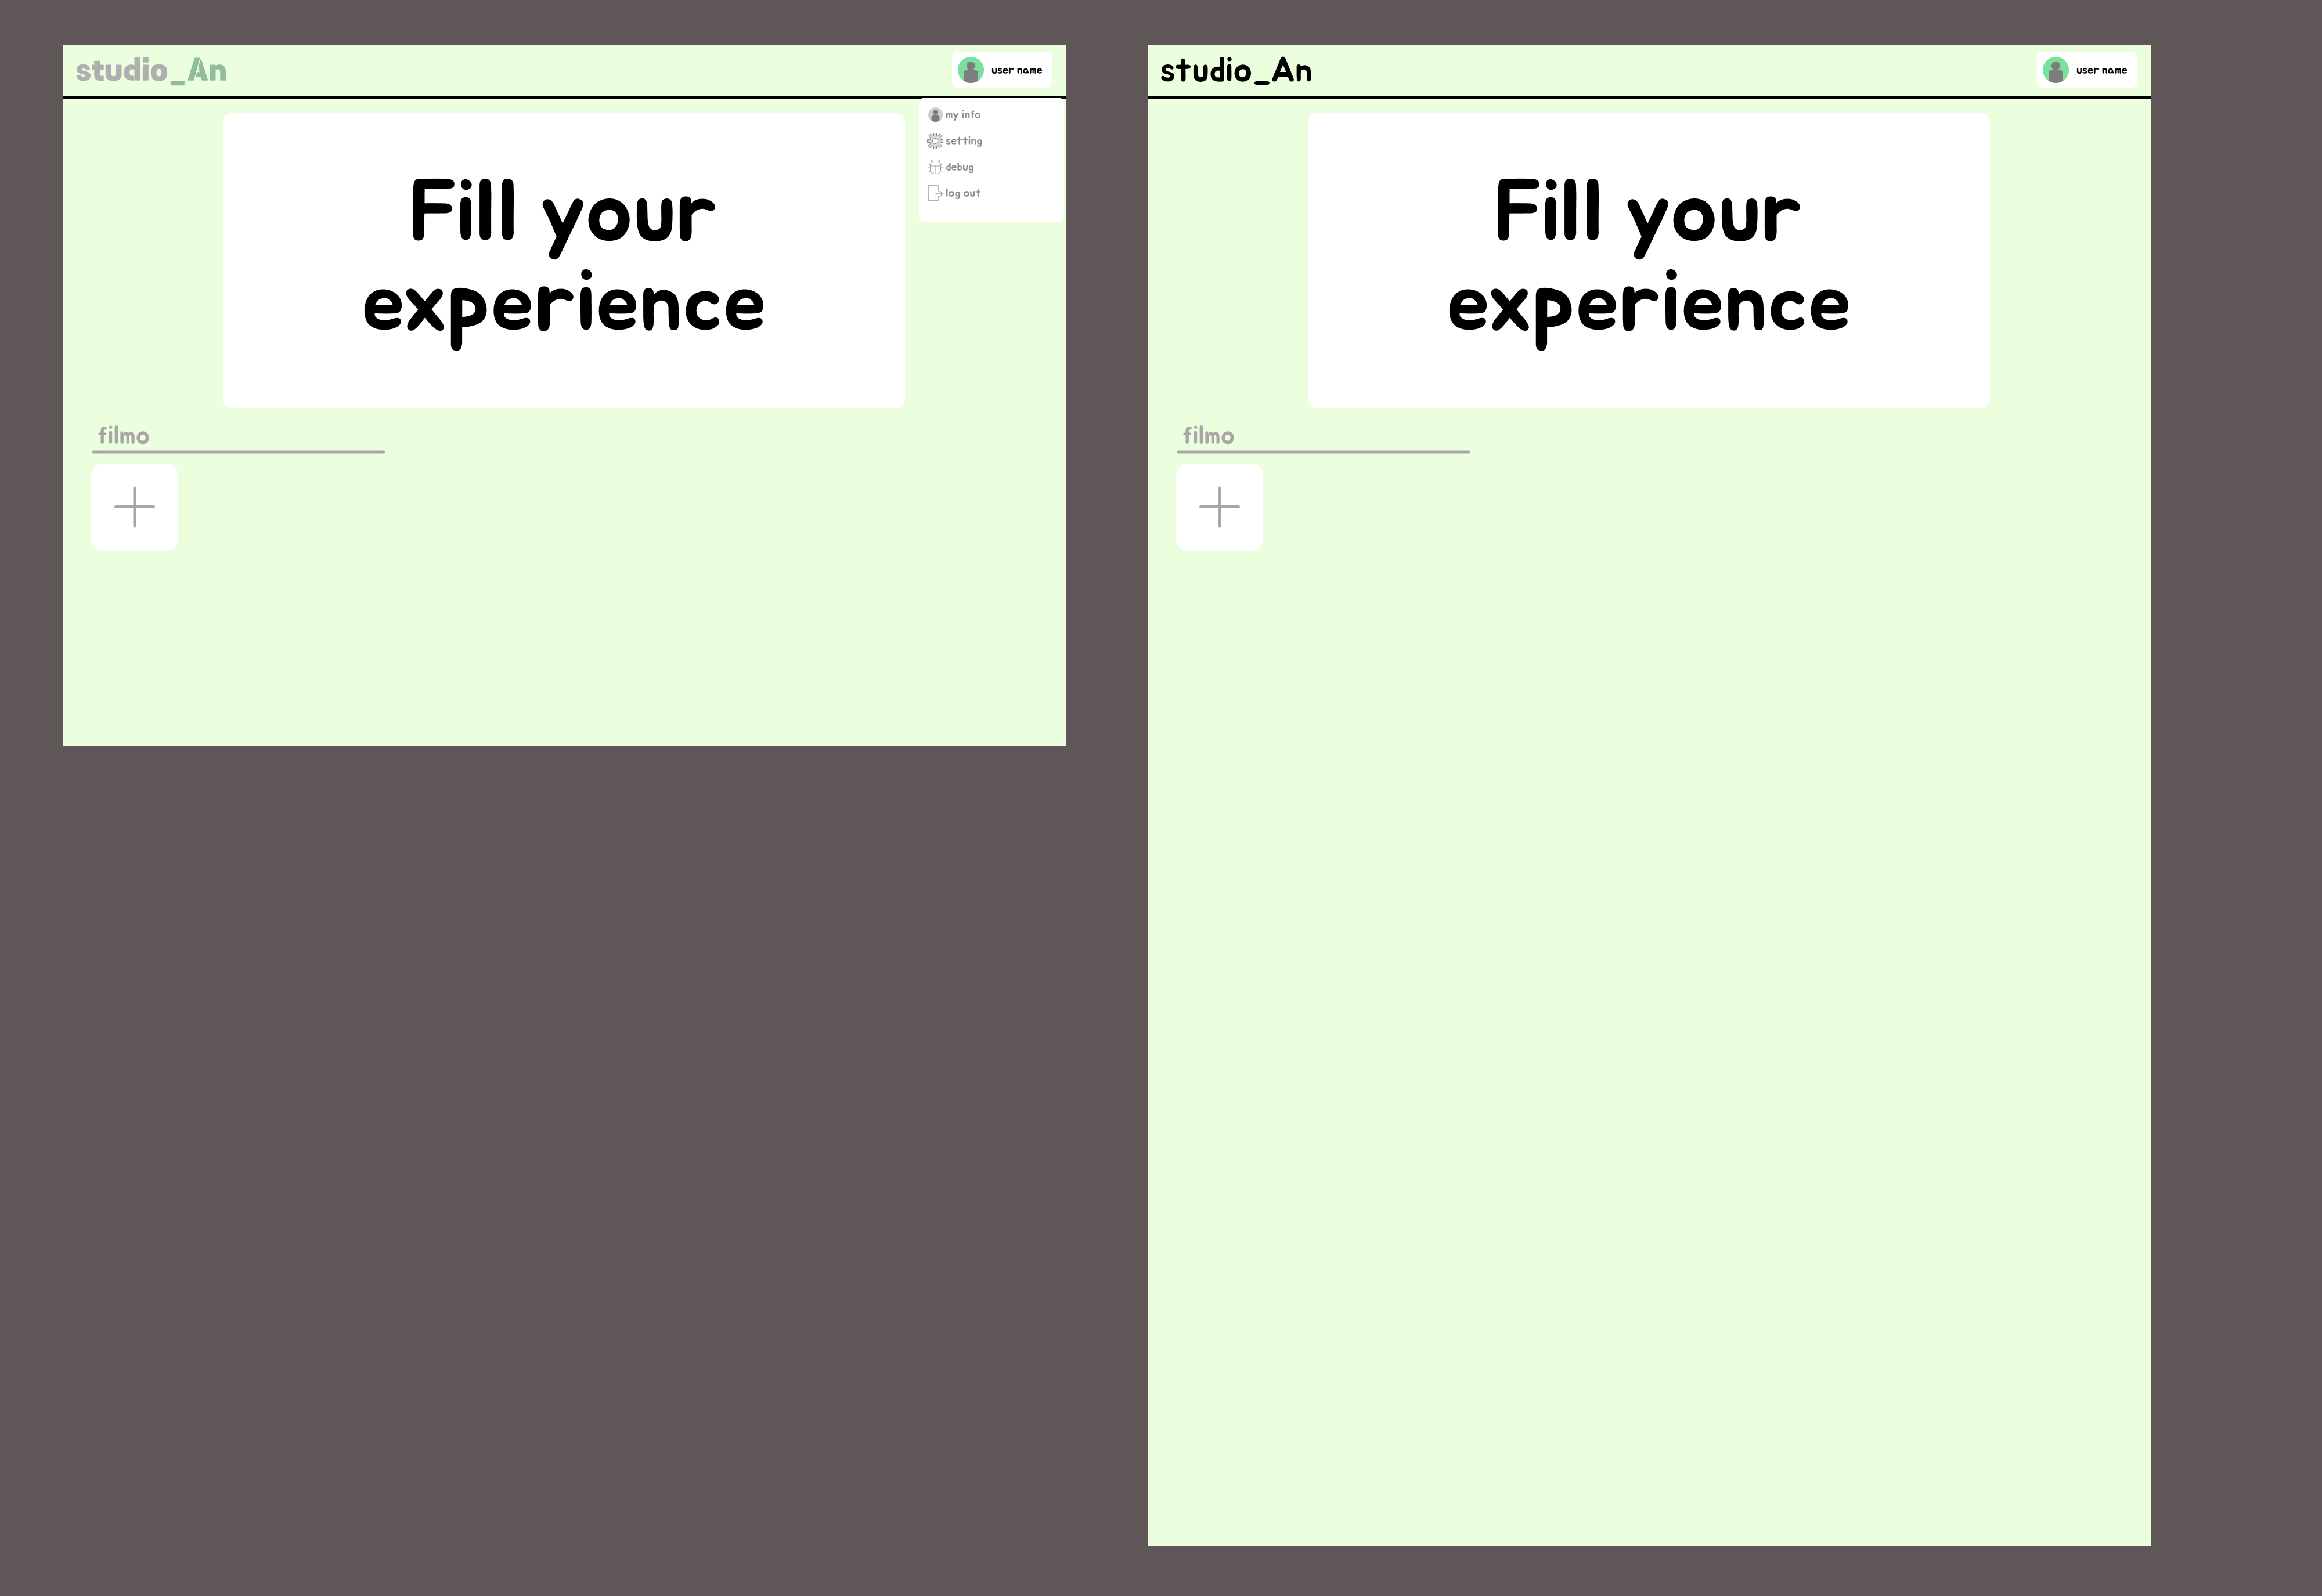 studio_An
user name
my info
setting
debug
log out
Fill your
experience
filmo
studio_An
user name
Fill your
experience
filmo